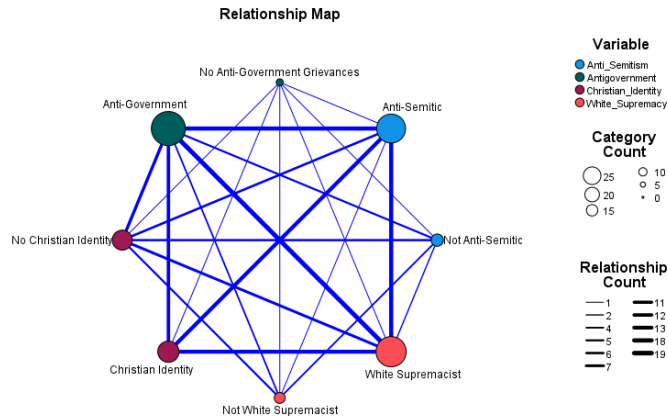 Relationship Map
No Anti-Government Grievances
Anti-Government
Anti-Semitic
No Christian Identity
Not Anti-Semitic
Christian Identity
White Supremacist
Not White Supremacist
Variable
Anti_Semitism
Antigovernment
Christian_Identity
White_Supremacy
Category
Count
25
20
15
10
5
0
Relationship
Count
1
2
4
5
6
7
11
12
13
18
19